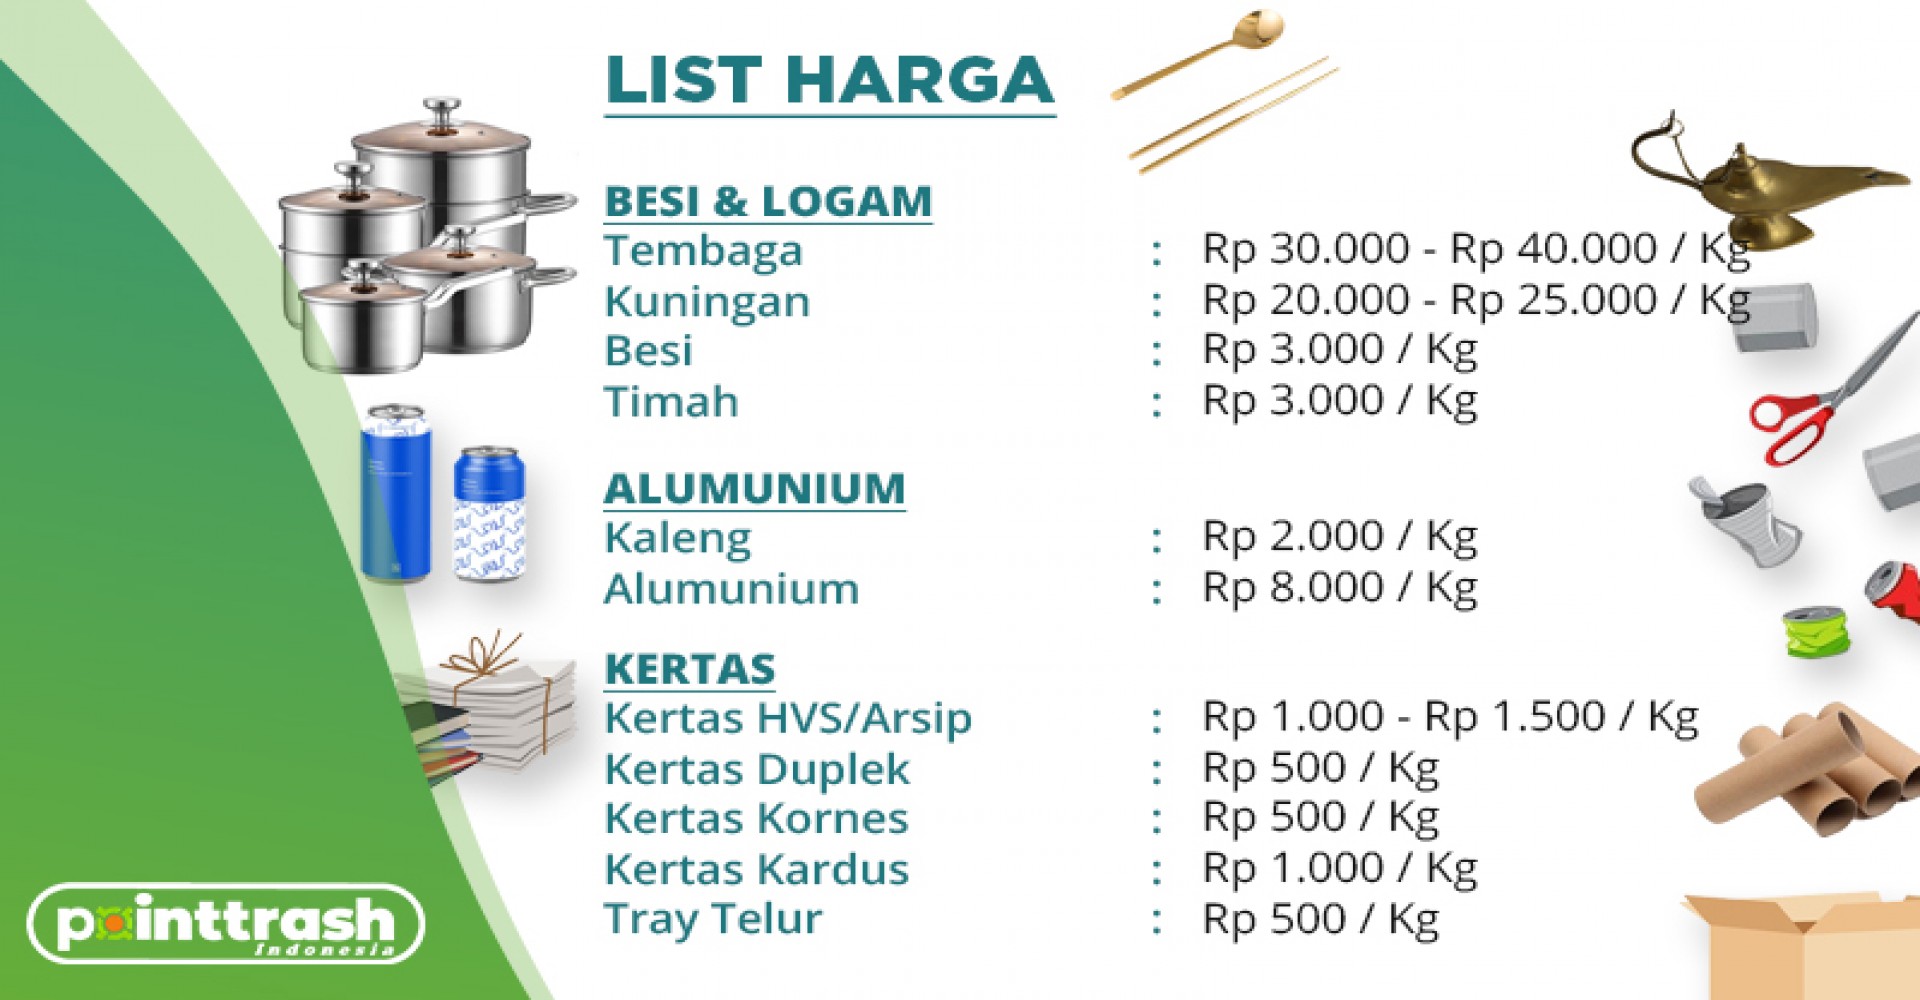 LIST HARGA
BESI & LOGAM
Tembaga : Rp 30.000 - Rp 40.000 / Kg
Kuningan : Rp 20.000 - Rp 25.000 / Kg
Besi : Rp 3.000 / Kg
Timah : Rp 3.000 / Kg
ALUMUNIUM
Kaleng : Rp 2.000 / Kg
Alumunium : Rp 8.000 / Kg
KERTAS
Kertas HVS/Arsip : Rp 1.000 - Rp 1.500 / Kg
Kertas Duplek : Rp 500 / Kg
Kertas Kornes : Rp 500 / Kg
Kertas Kardus : Rp 1.000 / Kg
Tray Telur : Rp 500 / Kg
pointtrash
Indonesia